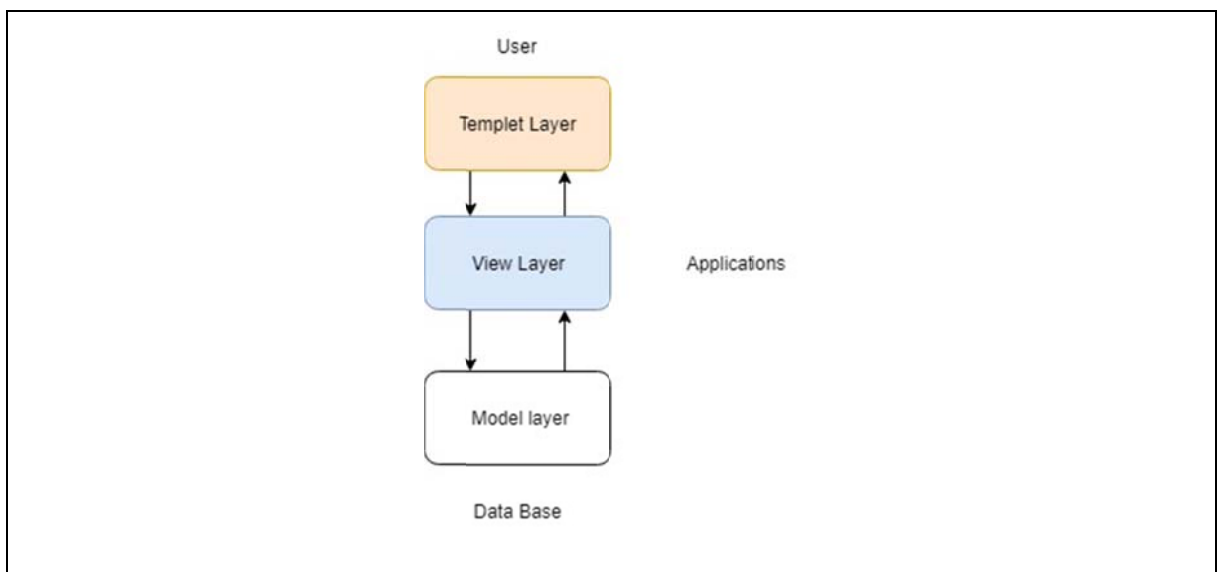 User
Templet Layer
View Layer
Applications
Model layer
Data Base